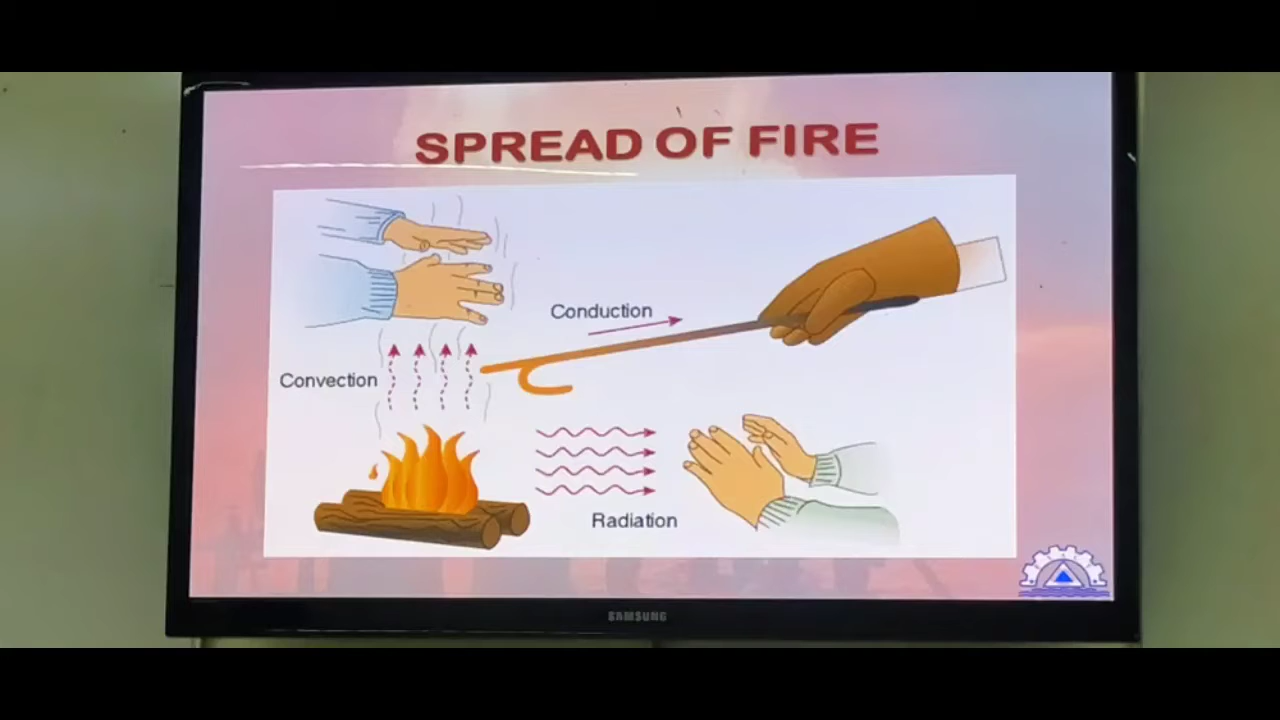 SPREAD OF FIRE
Conduction
Convection
Radiation
SAMSUNG